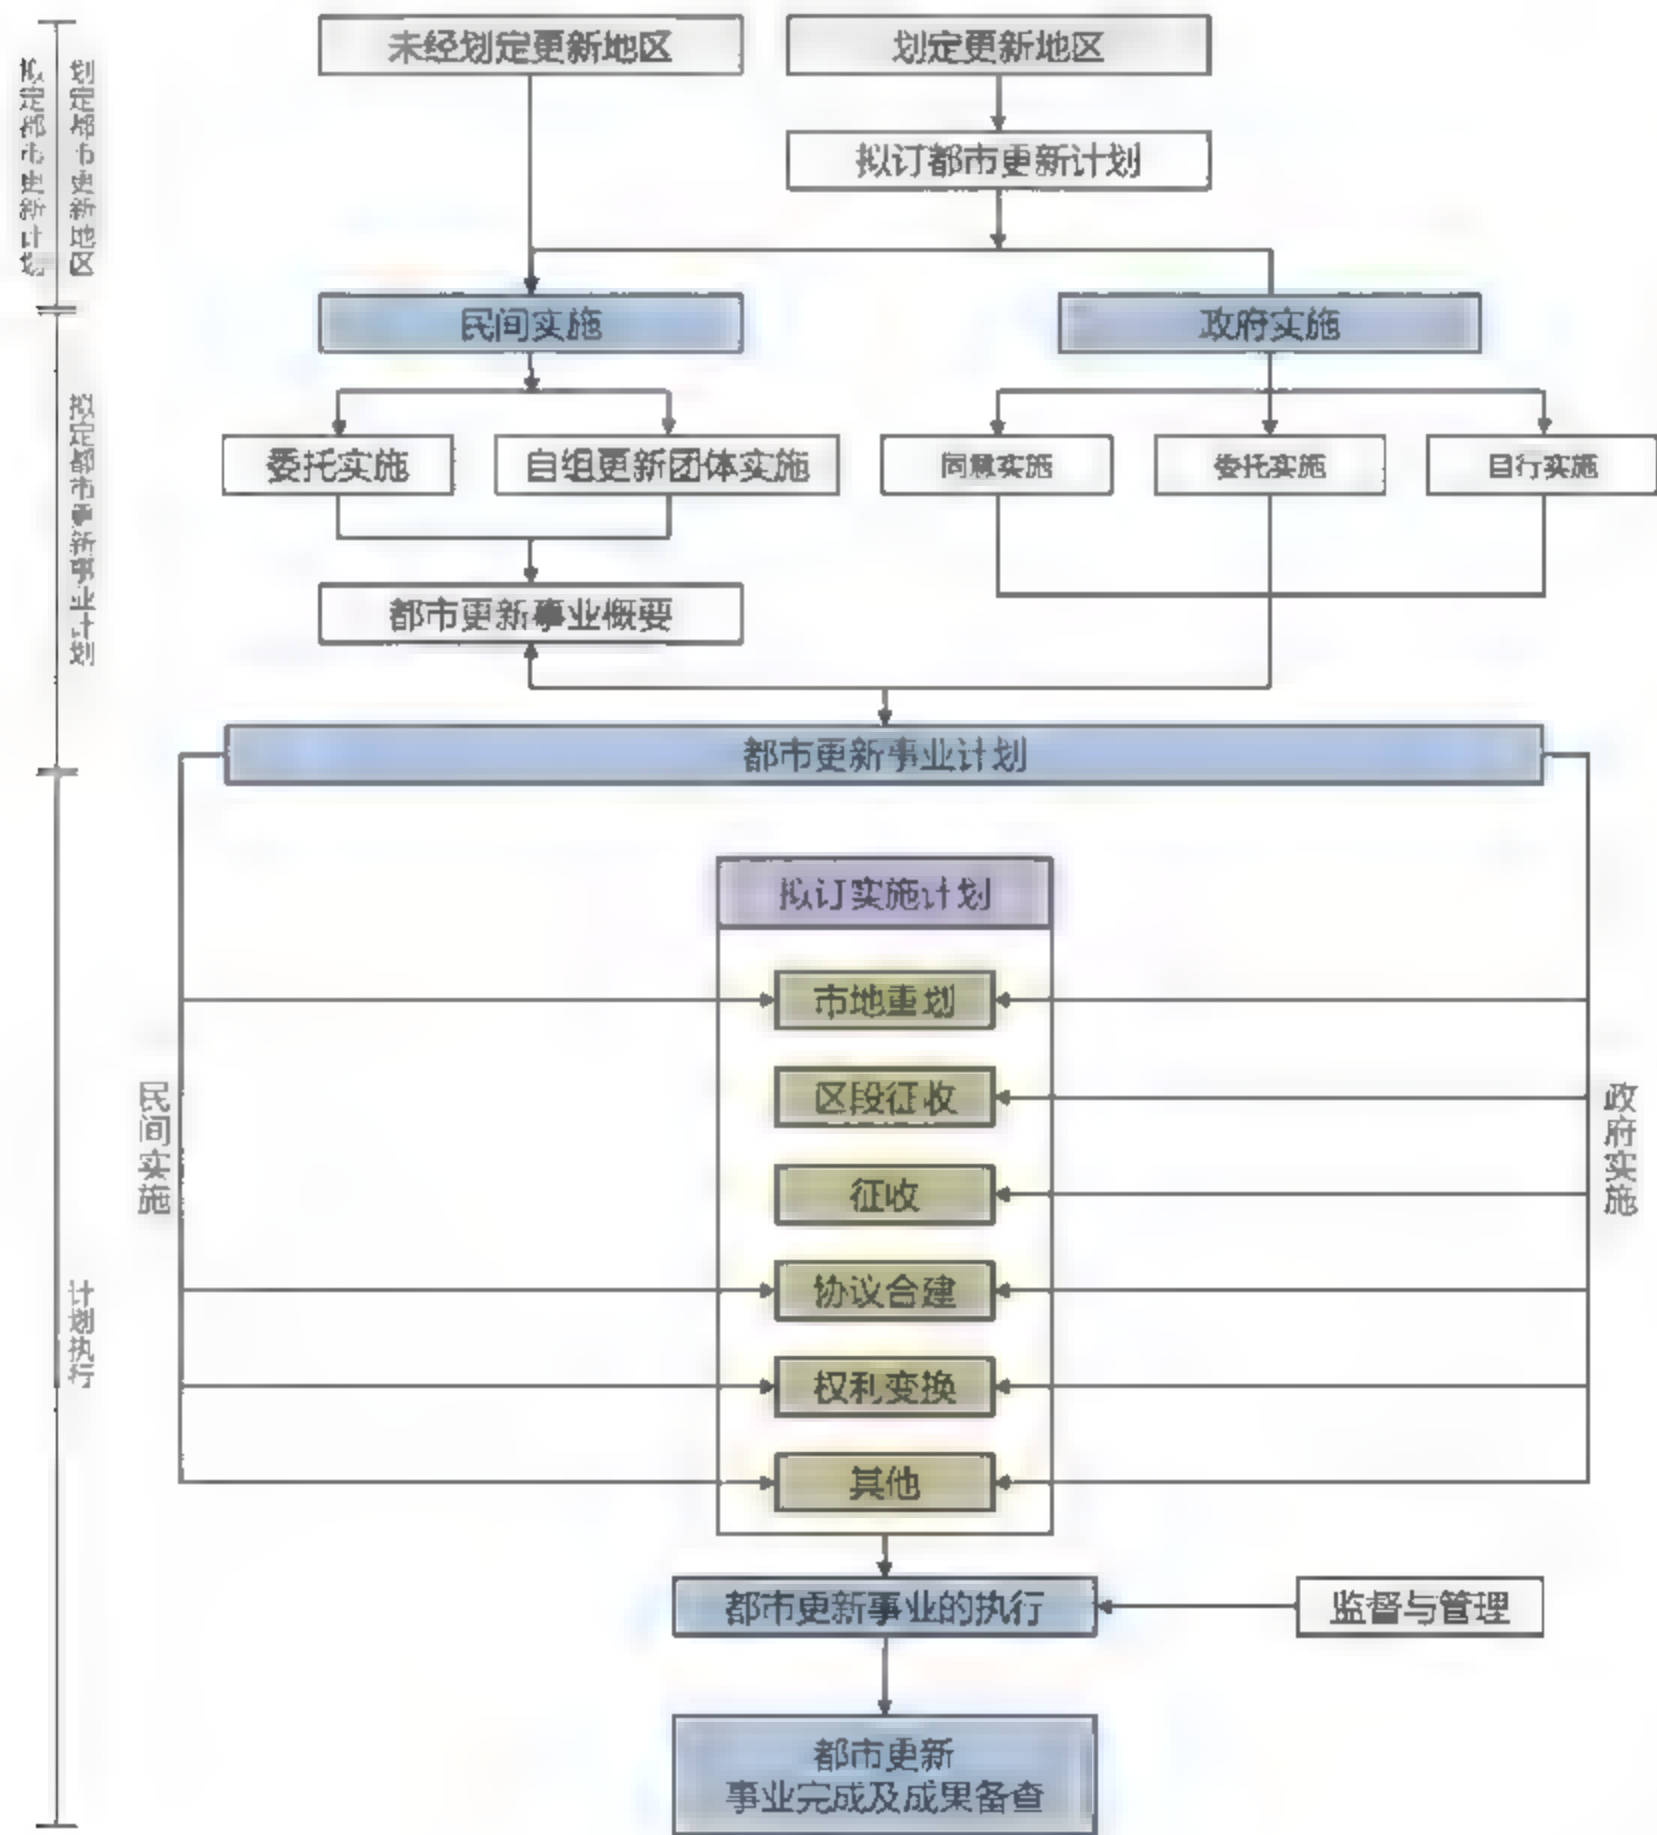 未经划定更新地区
划定更新地区
拟订都市更新计划
划定都市更新地区
拟定都市更新计划
民间实施
政府实施
拟定都市更新事业计划
委托实施
自组更新团体实施
同意实施
委托实施
自行实施
都市更新事业概要
都市更新事业计划
拟订实施计划
市地重划
区段征收
征收
协议合建
权利变换
其他
民间实施
政府实施
计划执行
都市更新事业的执行
监督与管理
都市更新
事业完成及成果备查